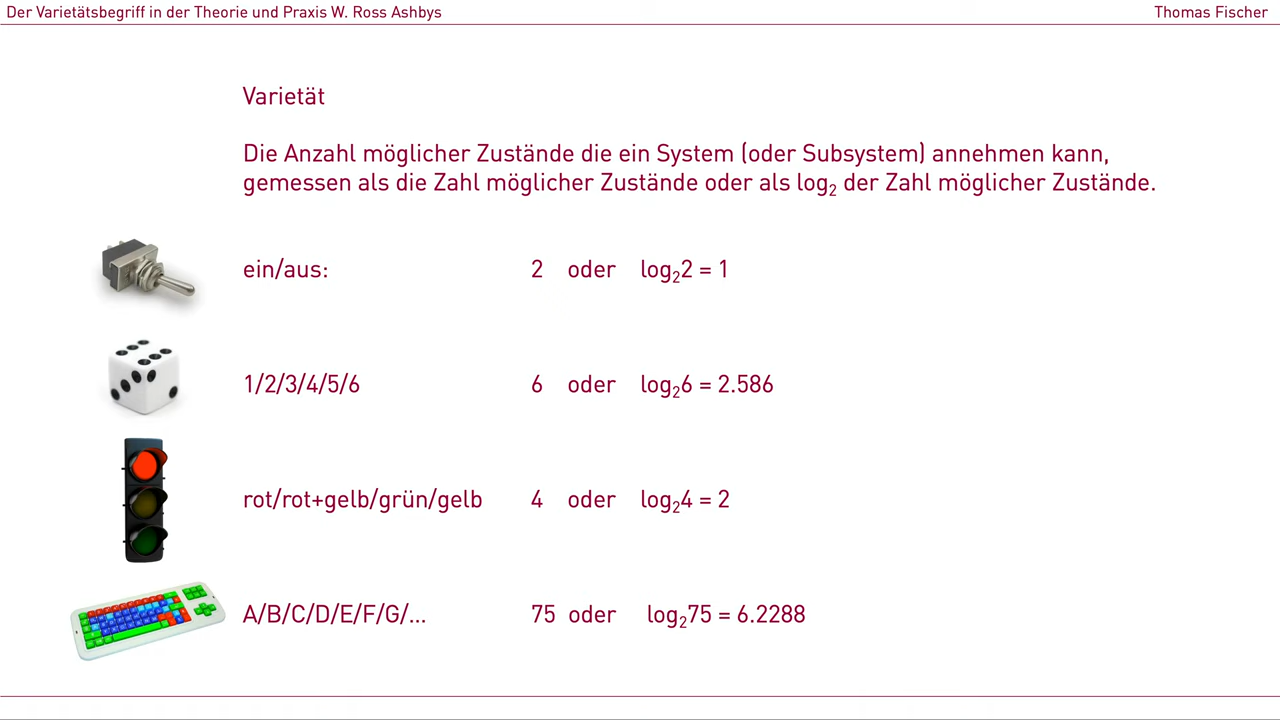 Der Varietätsbegriff in der Theorie und Praxis W. Ross Ashbys
Thomas Fischer
Varietät
Die Anzahl möglicher Zustände die ein System (oder Subsystem) annehmen kann,
gemessen als die Zahl möglicher Zustände oder als log₂ der Zahl möglicher Zustände.
ein/aus: 2 oder log₂2 = 1
1/2/3/4/5/6 6 oder log₂6 = 2.586
rot/rot+gelb/grün/gelb 4 oder log₂4 = 2
A/B/C/D/E/F/G/... 75 oder log₂75 = 6.2288